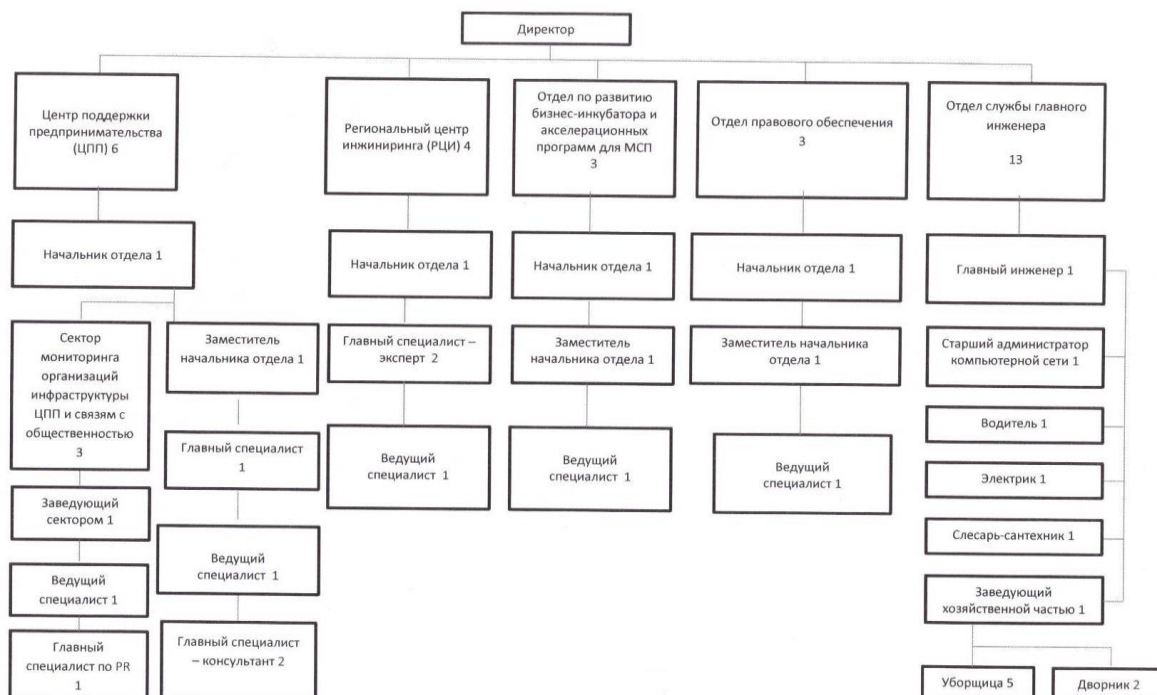 Директор
Центр поддержки
предпринимательства
(ЦПП) 6
Региональный центр
инжиниринга (РЦИ) 4
Отдел по развитию
бизнес-инкубатора и
акселерационных
программ для МСП
3
Отдел правового обеспечения
3
Отдел службы главного
инженера
13
Начальник отдела 1
Начальник отдела 1
Начальник отдела 1
Начальник отдела 1
Главный инженер 1
Сектор
мониторинга
организаций
инфраструктуры
ЦПП и связям с
общественностью
3
Заместитель
начальника отдела 1
Главный специалист –
эксперт 2
Заместитель
начальника отдела 1
Заместитель начальника
отдела 1
Старший администратор
компьютерной сети 1
Главный специалист
1
Ведущий
специалист 1
Ведущий
специалист 1
Ведущий
специалист 1
Водитель 1
Электрик 1
Заведующий
сектором 1
Ведущий
специалист 1
Слесарь-сантехник 1
Ведущий
специалист 1
Заведующий
хозяйственной частью 1
Главный
специалист по PR
1
Главный специалист
– консультант 2
Уборщица 5
Дворник 2